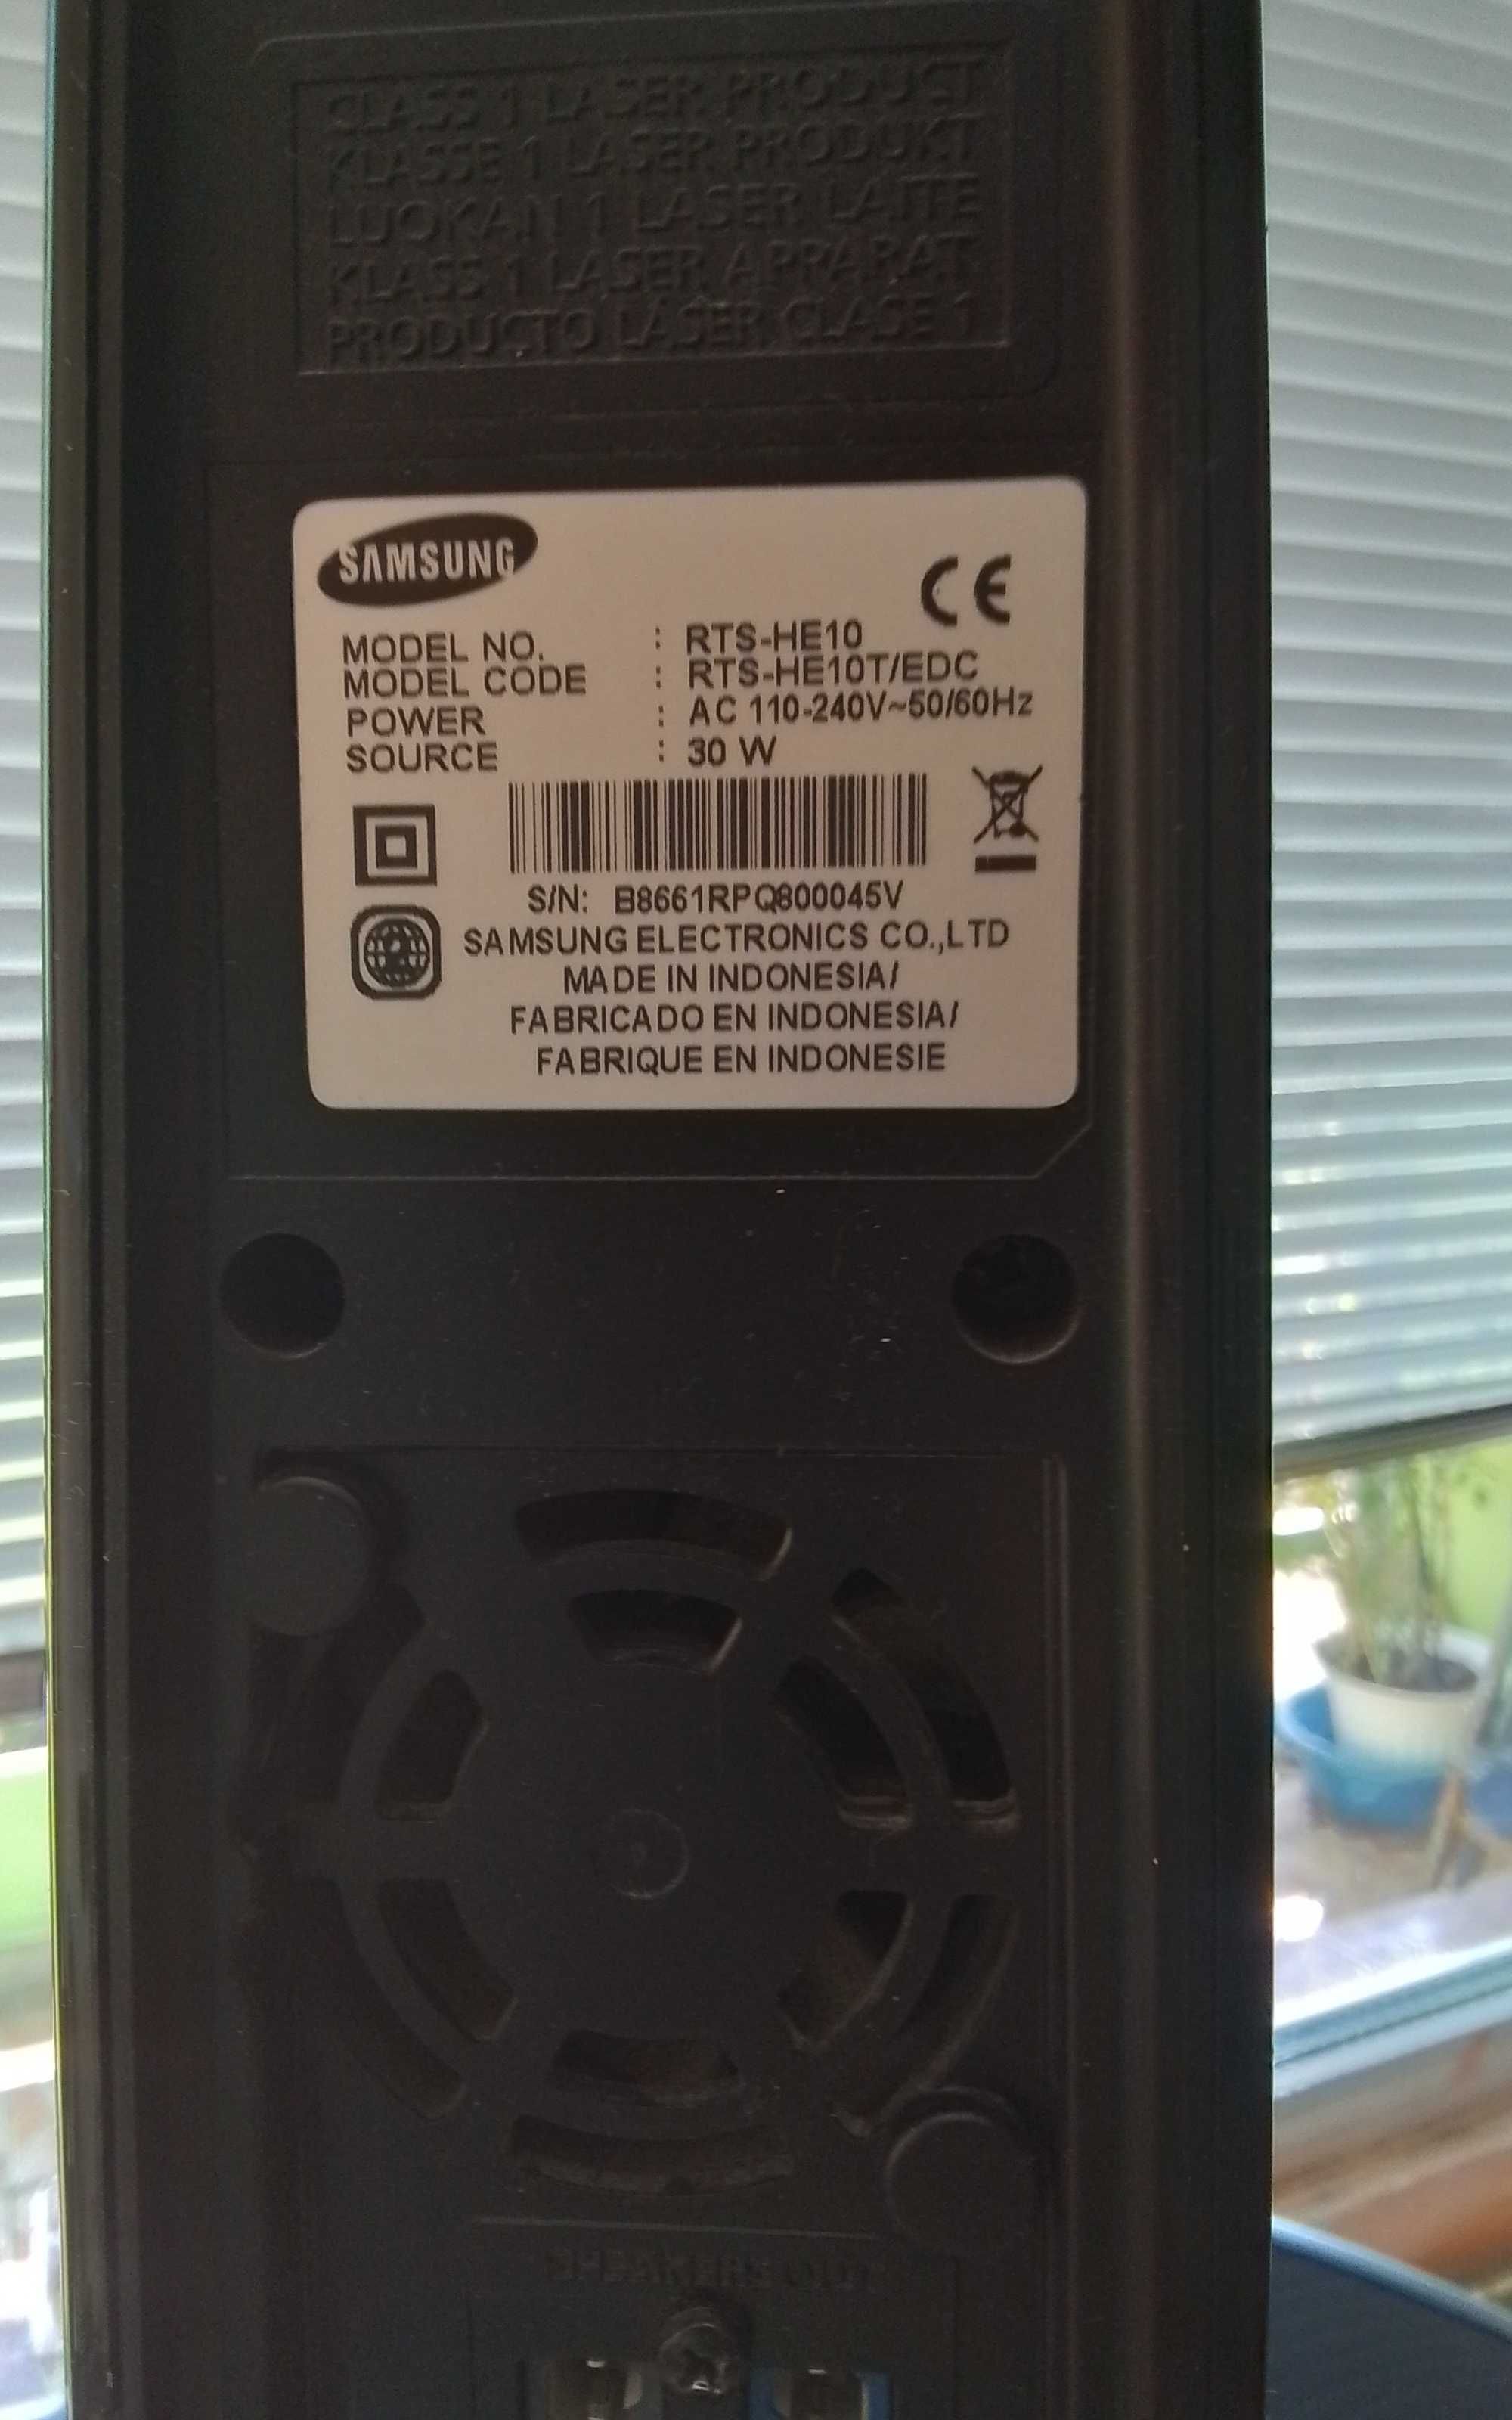 CLASS 1 LASER PRODUCT
KLASSE 1 LASER PRODUKT
LUOKAN 1 LASER LAITE
KLASS 1 LASER APPARAT
PRODUCTO LÁSER CLASE 1
SAMSUNG
CE
MODEL NO. : RTS-HE10
MODEL CODE : RTS-HE10T/EDC
POWER : AC 110-240V~50/60Hz
SOURCE : 30 W
S/N: B8661RPQ800045V
SAMSUNG ELECTRONICS CO.,LTD
MADE IN INDONESIA/
FABRICADO EN INDONESIA/
FABRIQUE EN INDONESIE
SPEAKERS OUT